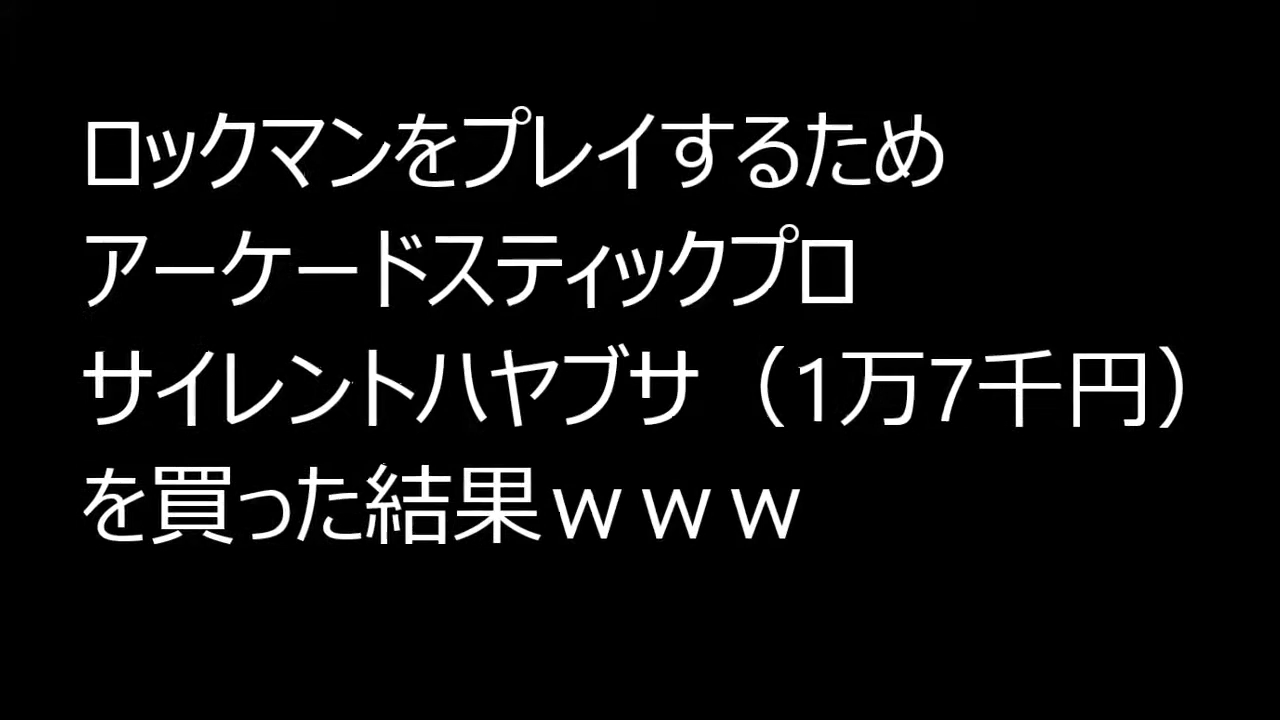 ロックマンをプレイするため
アーケードスティックプロ
サイレントハヤブサ（1万7千円）
を買った結果ｗｗｗ